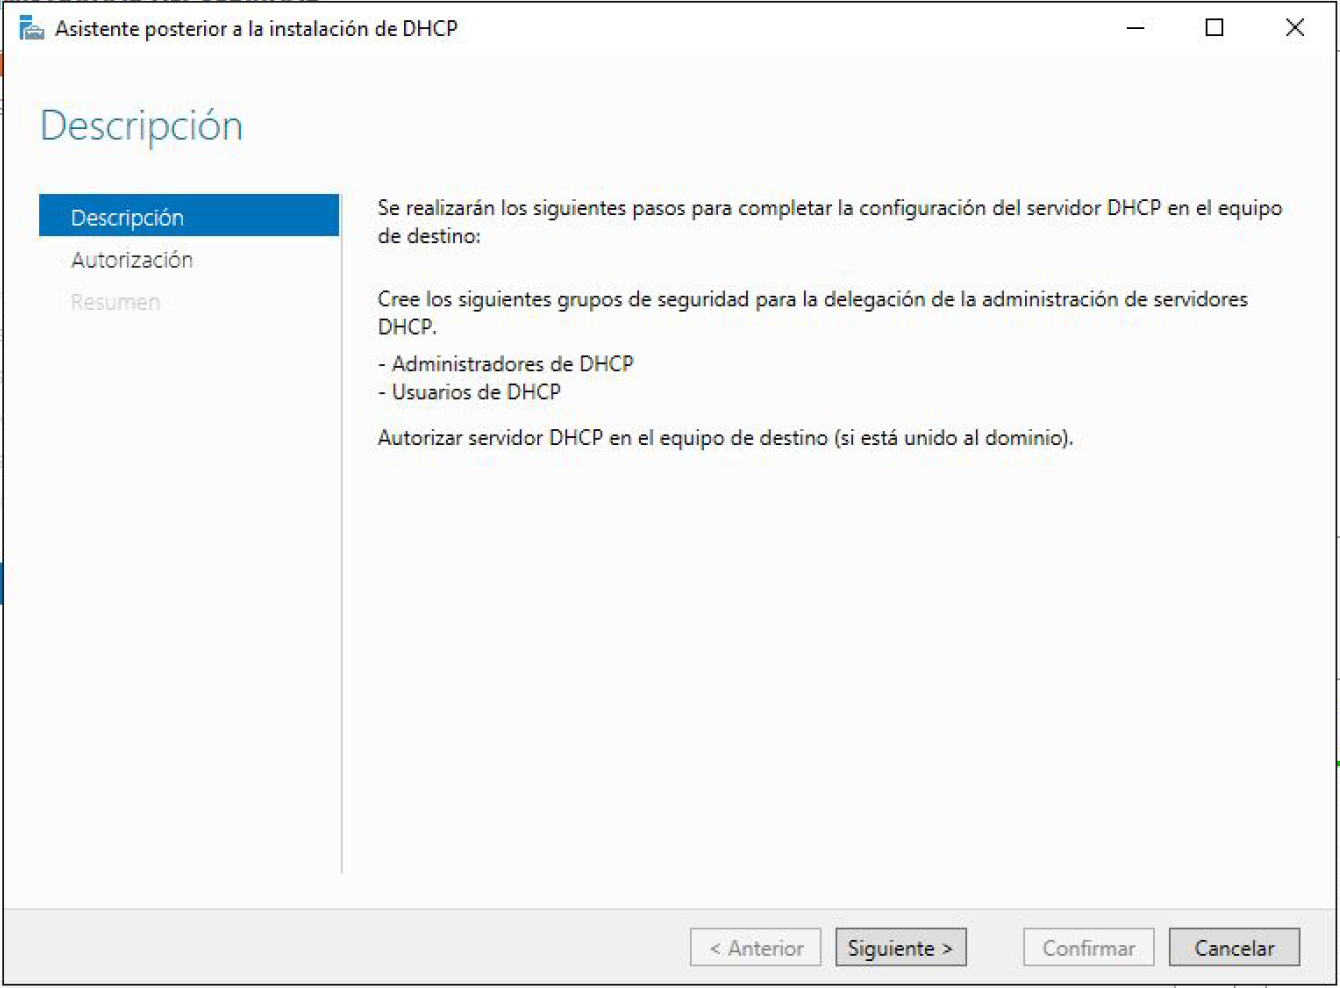 Asistente posterior a la instalación de DHCP
Descripción
Descripción
Autorización
Resumen
Se realizarán los siguientes pasos para completar la configuración del servidor DHCP en el equipo
de destino:
Cree los siguientes grupos de seguridad para la delegación de la administración de servidores
DHCP.
- Administradores de DHCP
- Usuarios de DHCP
Autorizar servidor DHCP en el equipo de destino (si está unido al dominio).
< Anterior
Siguiente >
Confirmar
Cancelar